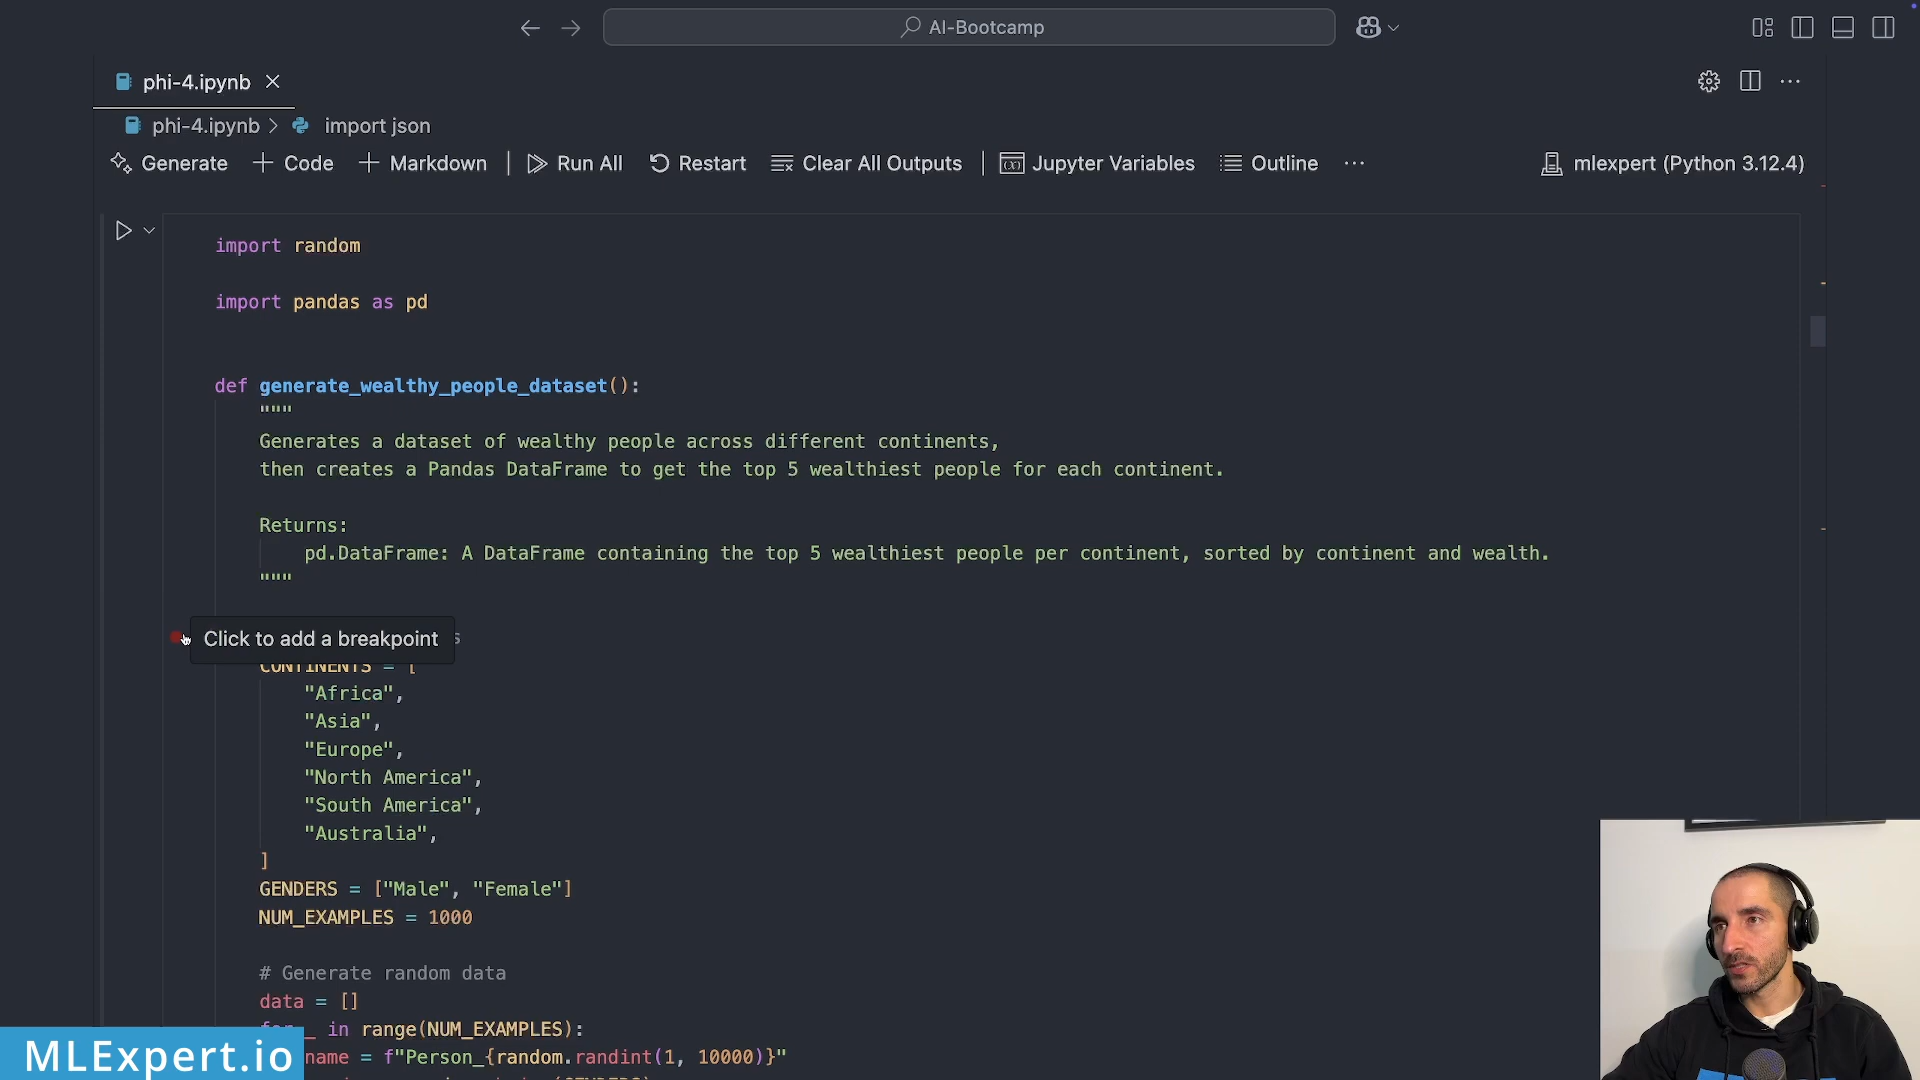 AI-Bootcamp
phi-4.ipynb
phi-4.ipynb > import json
Generate + Code + Markdown | Run All Restart Clear All Outputs | Jupyter Variables Outline ... mlexpert (Python 3.12.4)
import random
import pandas as pd
def generate_wealthy_people_dataset():
"""
Generates a dataset of wealthy people across different continents,
then creates a Pandas DataFrame to get the top 5 wealthiest people for each continent.
Returns:
pd.DataFrame: A DataFrame containing the top 5 wealthiest people per continent, sorted by continent and wealth.
"""
Click to add a breakpoint s
CONTINENTS = [
"Africa",
"Asia",
"Europe",
"North America",
"South America",
"Australia",
]
GENDERS = ["Male", "Female"]
NUM_EXAMPLES = 1000
# Generate random data
data = []
for _ in range(NUM_EXAMPLES):
name = f"Person_{random.randint(1, 10000)}"
MLExpert.io